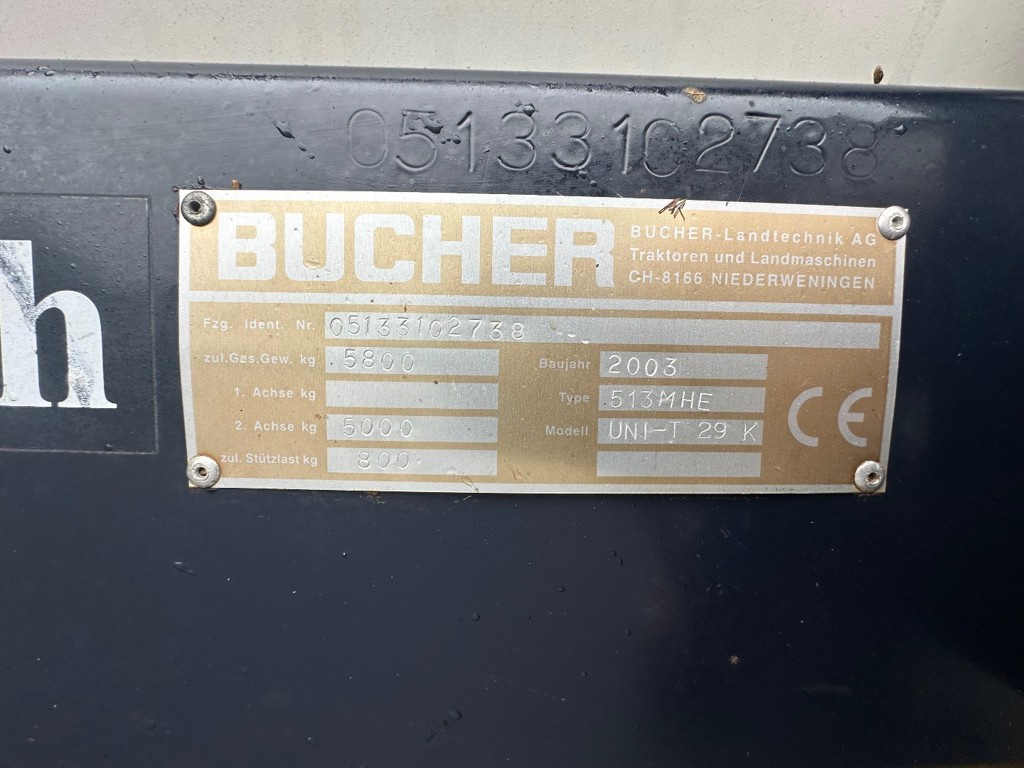 05133102738
h
BUCHER
BUCHER-Landtechnik AG
Traktoren und Landmaschinen
CH-8166 NIEDERWENINGEN
Fzg. Ident. Nr. 05133102738
zul.Ges.Gew. kg 5800 Baujahr 2003
1. Achse kg Type 513MHE
2. Achse kg 5000 Modell UNI-T 29 K
zul. Stützlast kg 800
CE